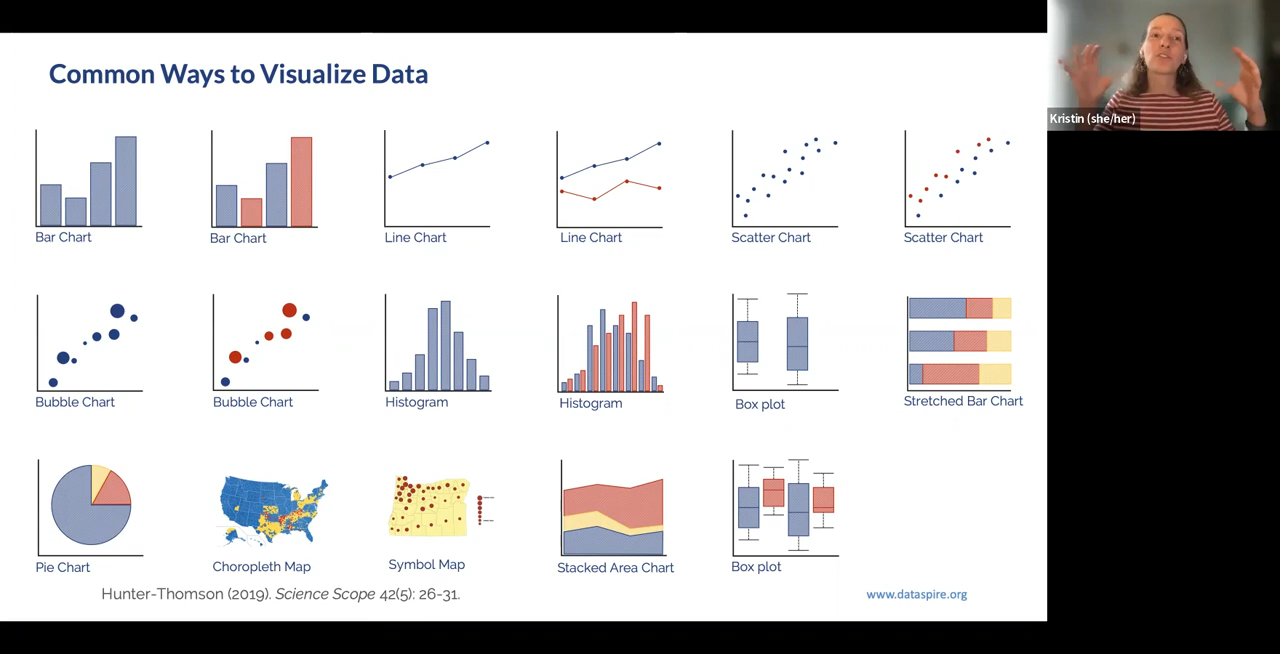 Common Ways to Visualize Data
Kristin (she/her)
Bar Chart
Bar Chart
Line Chart
Line Chart
Scatter Chart
Scatter Chart
Bubble Chart
Bubble Chart
Histogram
Histogram
Box plot
Stretched Bar Chart
Pie Chart
Choropleth Map
Symbol Map
Stacked Area Chart
Box plot
Hunter-Thomson (2019). Science Scope 42(5): 26-31.
www.dataspire.org